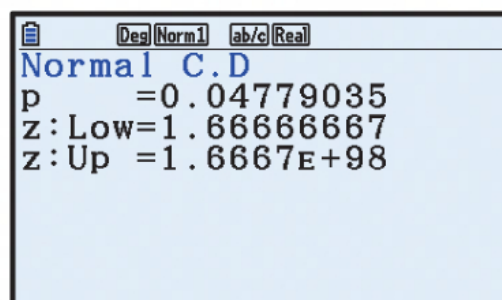 Deg Norm1 ab/c Real
Normal C.D
p =0.04779035
z:Low=1.66666667
z:Up =1.6667E+98